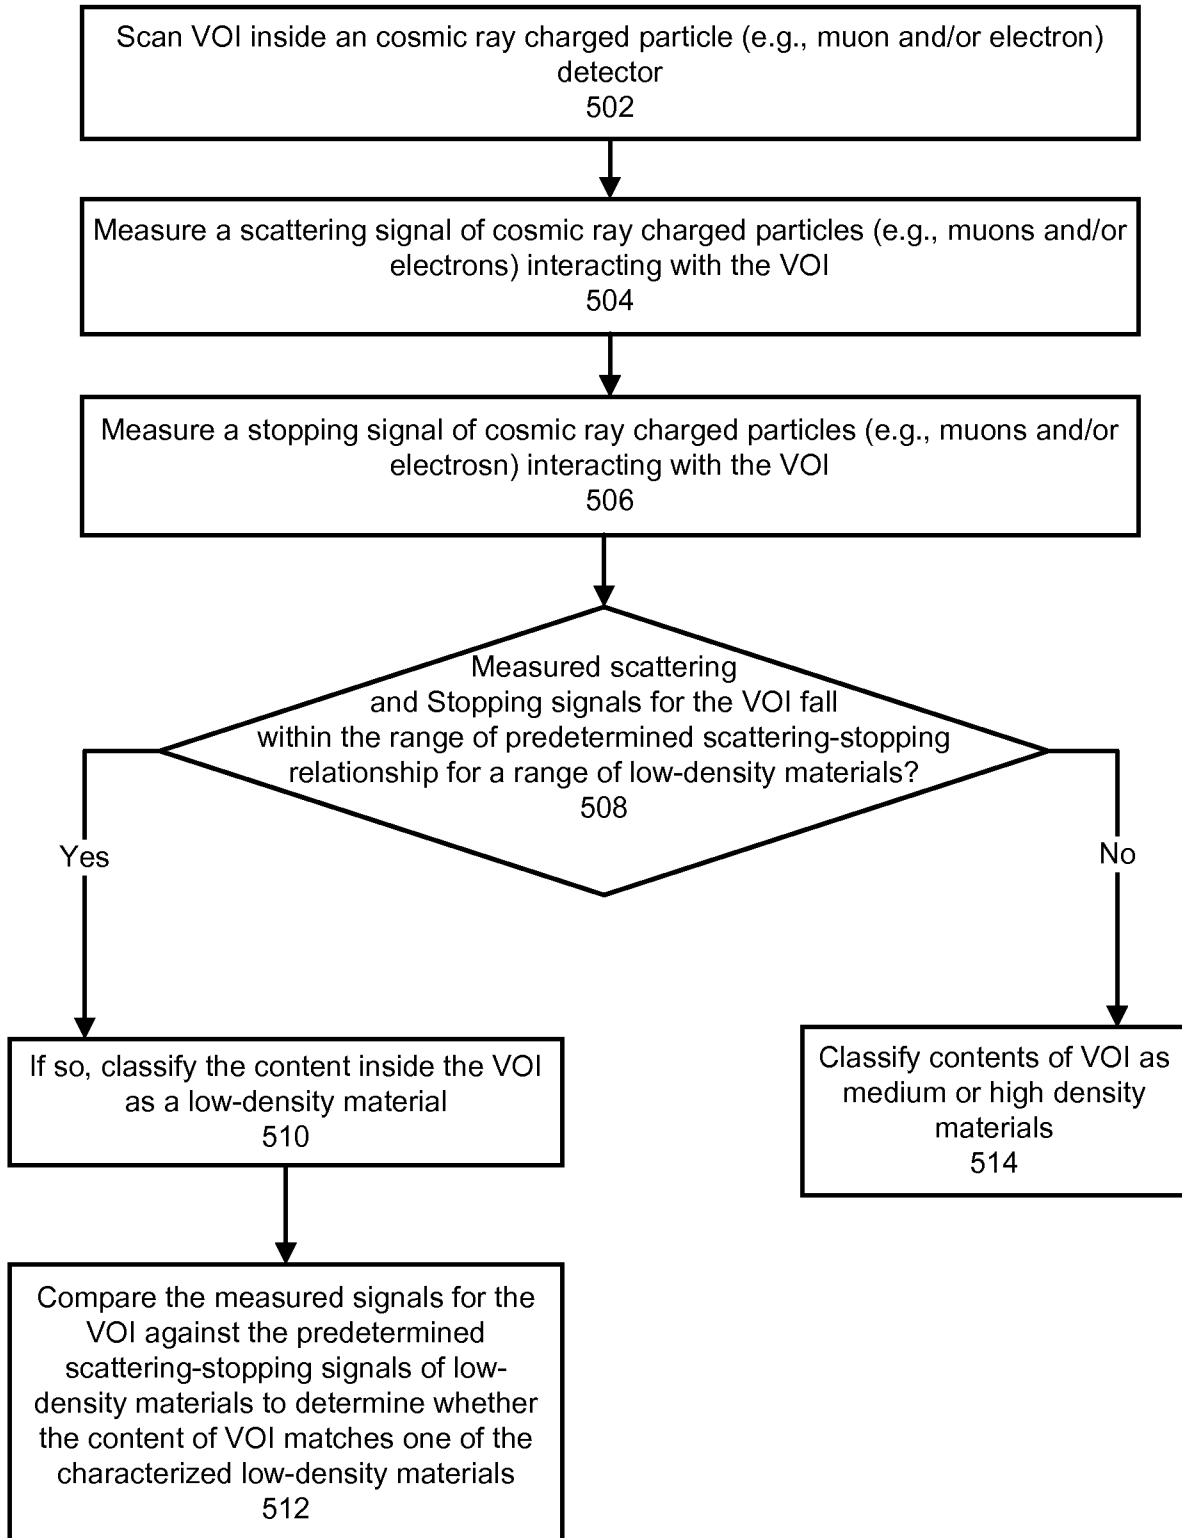 Scan VOI inside an cosmic ray charged particle (e.g., muon and/or electron)
detector
502
Measure a scattering signal of cosmic ray charged particles (e.g., muons and/or
electrons) interacting with the VOI
504
Measure a stopping signal of cosmic ray charged particles (e.g., muons and/or
electrosn) interacting with the VOI
506
Measured scattering
and Stopping signals for the VOI fall
within the range of predetermined scattering-stopping
relationship for a range of low-density materials?
508
Yes
No
If so, classify the content inside the VOI
as a low-density material
510
Classify contents of VOI as
medium or high density
materials
514
Compare the measured signals for the
VOI against the predetermined
scattering-stopping signals of low-
density materials to determine whether
the content of VOI matches one of the
characterized low-density materials
512